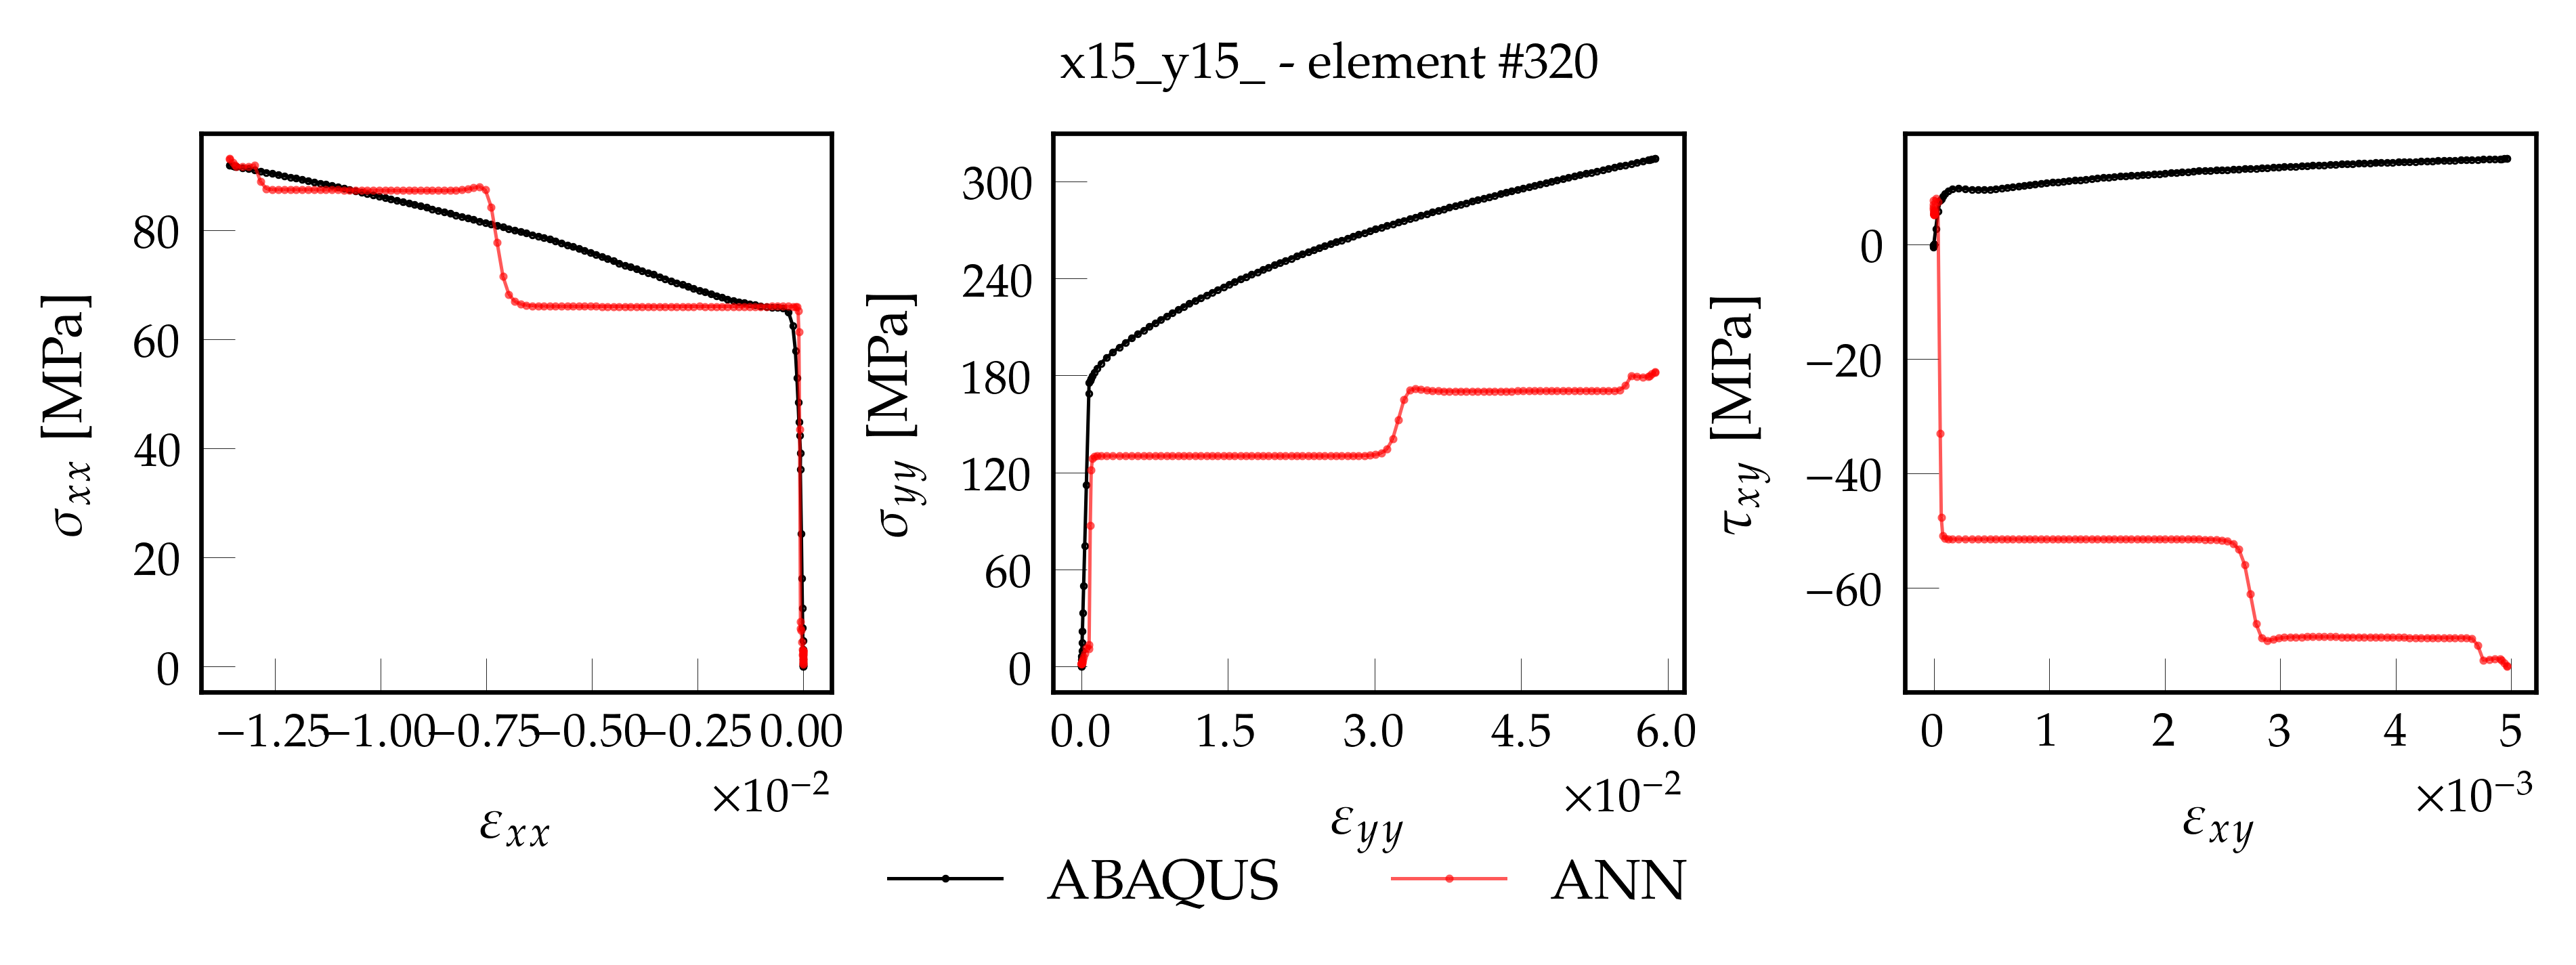 x15_y15_ - element #320
σxx [MPa]
80
60
40
20
0
−1.25 −1.00 −0.75 −0.50 −0.25 0.00
×10−2
εxx
σyy [MPa]
300
240
180
120
60
0
0.0 1.5 3.0 4.5 6.0
×10−2
εyy
τxy [MPa]
0
−20
−40
−60
0 1 2 3 4 5
×10−3
εxy
ABAQUS ANN